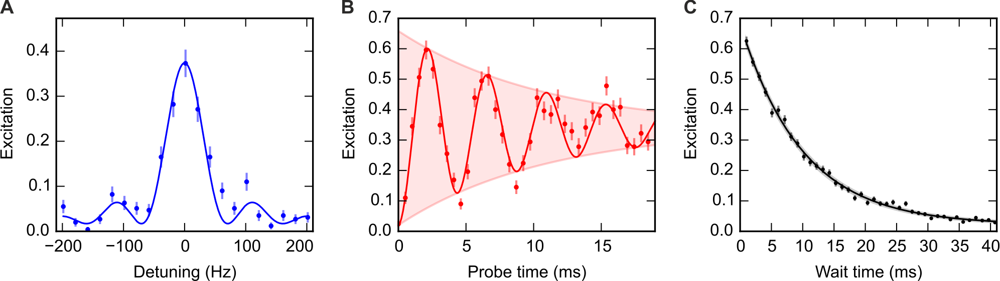 A
Excitation
0.4
0.3
0.2
0.1
0.0
−200 −100 0 100 200
Detuning (Hz)
B
Excitation
0.7
0.6
0.5
0.4
0.3
0.2
0.1
0.0
0 5 10 15
Probe time (ms)
C
Excitation
0.7
0.6
0.5
0.4
0.3
0.2
0.1
0.0
0 5 10 15 20 25 30 35 40
Wait time (ms)